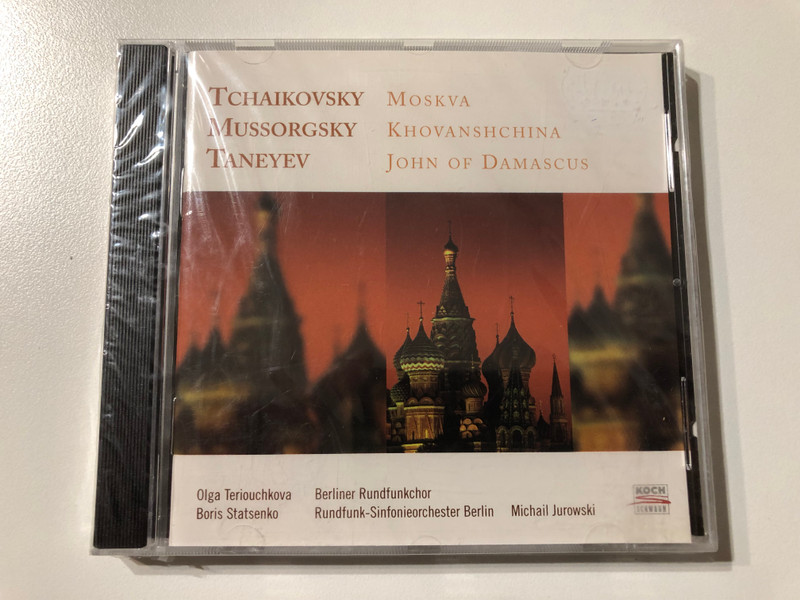 TCHAIKOVSKY MOSKVA
MUSSORGSKY KHOVANSHCHINA
TANEYEV JOHN OF DAMASCUS
Olga Teriouchkova Berliner Rundfunkchor
Boris Statsenko Rundfunk-Sinfonieorchester Berlin Michail Jurowski
KOCH
SCHWANN